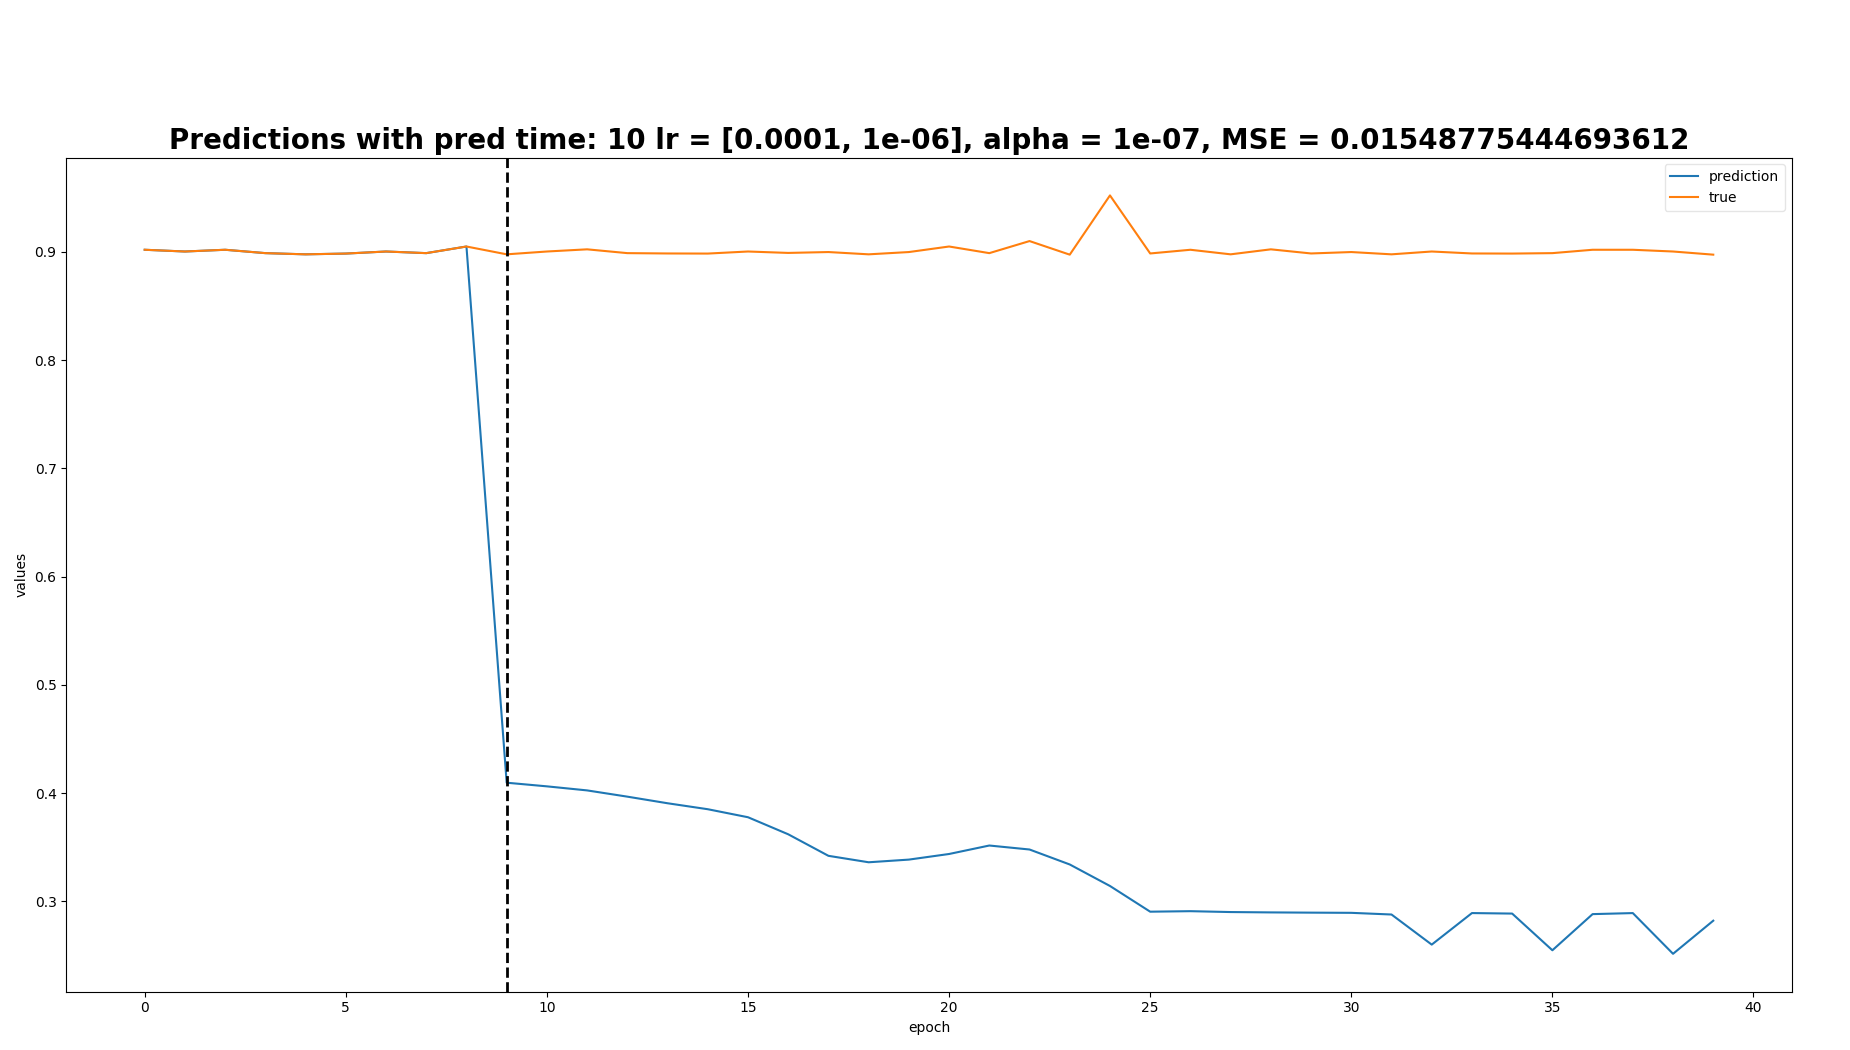 Predictions with pred time: 10 lr = [0.0001, 1e-06], alpha = 1e-07, MSE = 0.01548775444693612
prediction
true
0.9
0.8
0.7
0.6
0.5
0.4
0.3
values
0 5 10 15 20 25 30 35 40
epoch